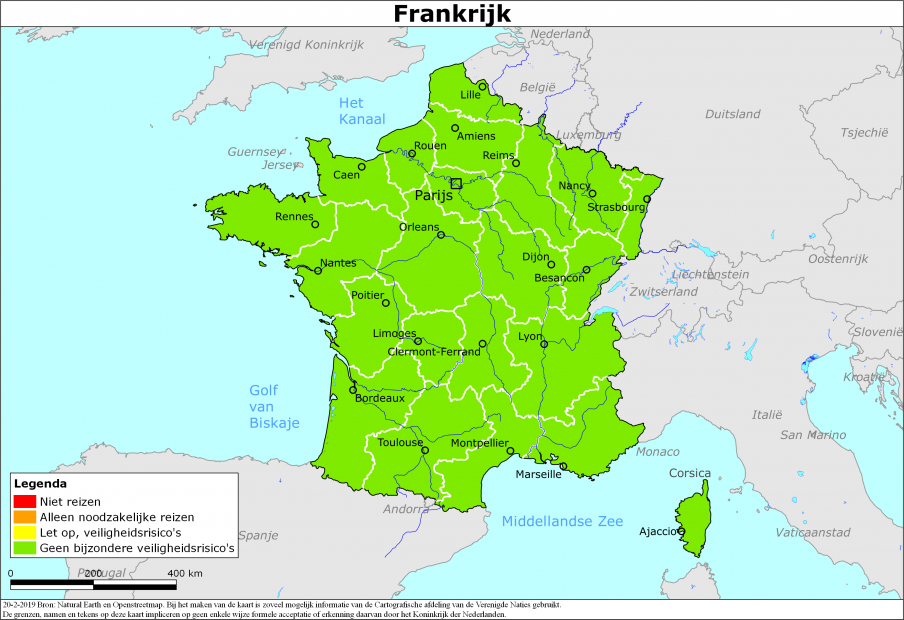 Frankrijk
Nederland
Verenigd Koninkrijk
België
Lille
Het
Kanaal
Duitsland
Amiens
Luxemburg
Tsjechië
Rouen
Guernsey
Jersey
Reims
Caen
Nancy
Parijs
Strasbourg
Rennes
Orleans
Dijon
Oostenrijk
Nantes
Besancon
Liechtenstein
Zwitserland
Poitier
Limoges
Lyon
Slovenië
Clermont-Ferrand
Kroatië
Golf
van
Biskaje
Bordeaux
Italië
San Marino
Toulouse
Montpellier
Monaco
Marseille
Corsica
Legenda
Niet reizen
Alleen noodzakelijke reizen
Let op, veiligheidsrisico's
Geen bijzondere veiligheidsrisico's
Andorra
Middellandse Zee
Ajaccio
Spanje
Vaticaanstad
Portugal
0 200 400 km
20-2-2019 Bron: Natural Earth en Openstreetmap. Bij het maken van de kaart is zoveel mogelijk informatie van de Cartografische afdeling van de Verenigde Naties gebruikt.
De grenzen, namen en tekens op deze kaart impliceren op geen enkele wijze formele acceptatie of erkenning daarvan door het Koninkrijk der Nederlanden.